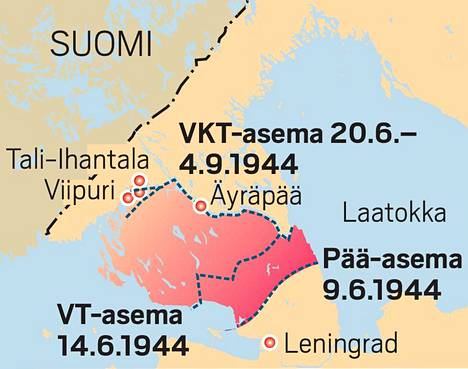 SUOMI
VKT-asema 20.6.–
4.9.1944
Tali–Ihantala
Viipuri
Äyräpää
Laatokka
Pää-asema
9.6.1944
VT-asema
14.6.1944
Leningrad